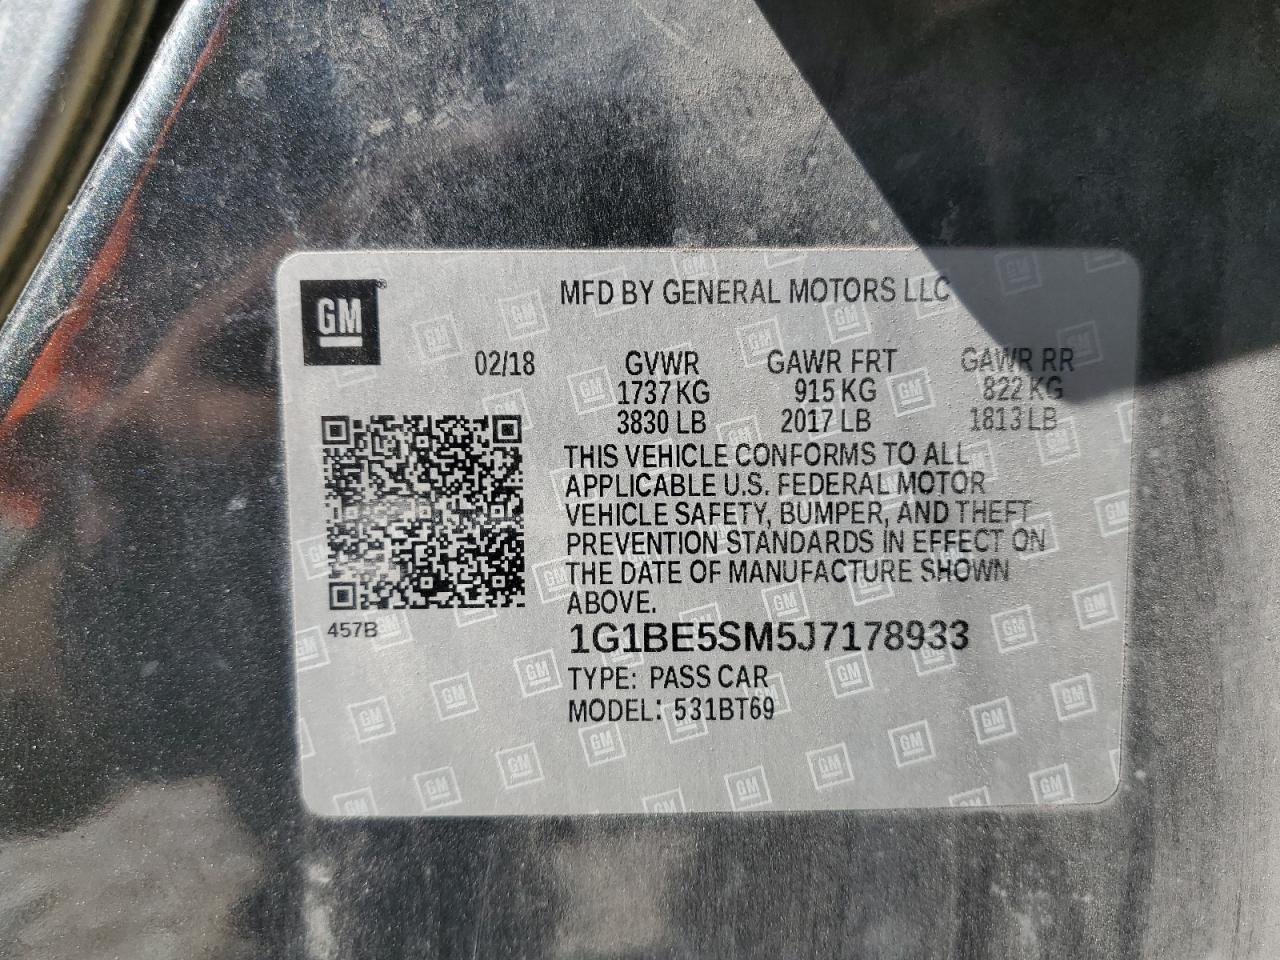 GM®
MFD BY GENERAL MOTORS LLC
02/18 GVWR GAWR FRT GAWR RR
1737 KG 915 KG 822 KG
3830 LB 2017 LB 1813 LB
THIS VEHICLE CONFORMS TO ALL
APPLICABLE U.S. FEDERAL MOTOR
VEHICLE SAFETY, BUMPER, AND THEFT
PREVENTION STANDARDS IN EFFECT ON
THE DATE OF MANUFACTURE SHOWN
ABOVE.
457B
1G1BE5SM5J7178933
TYPE: PASS CAR
MODEL: 531BT69